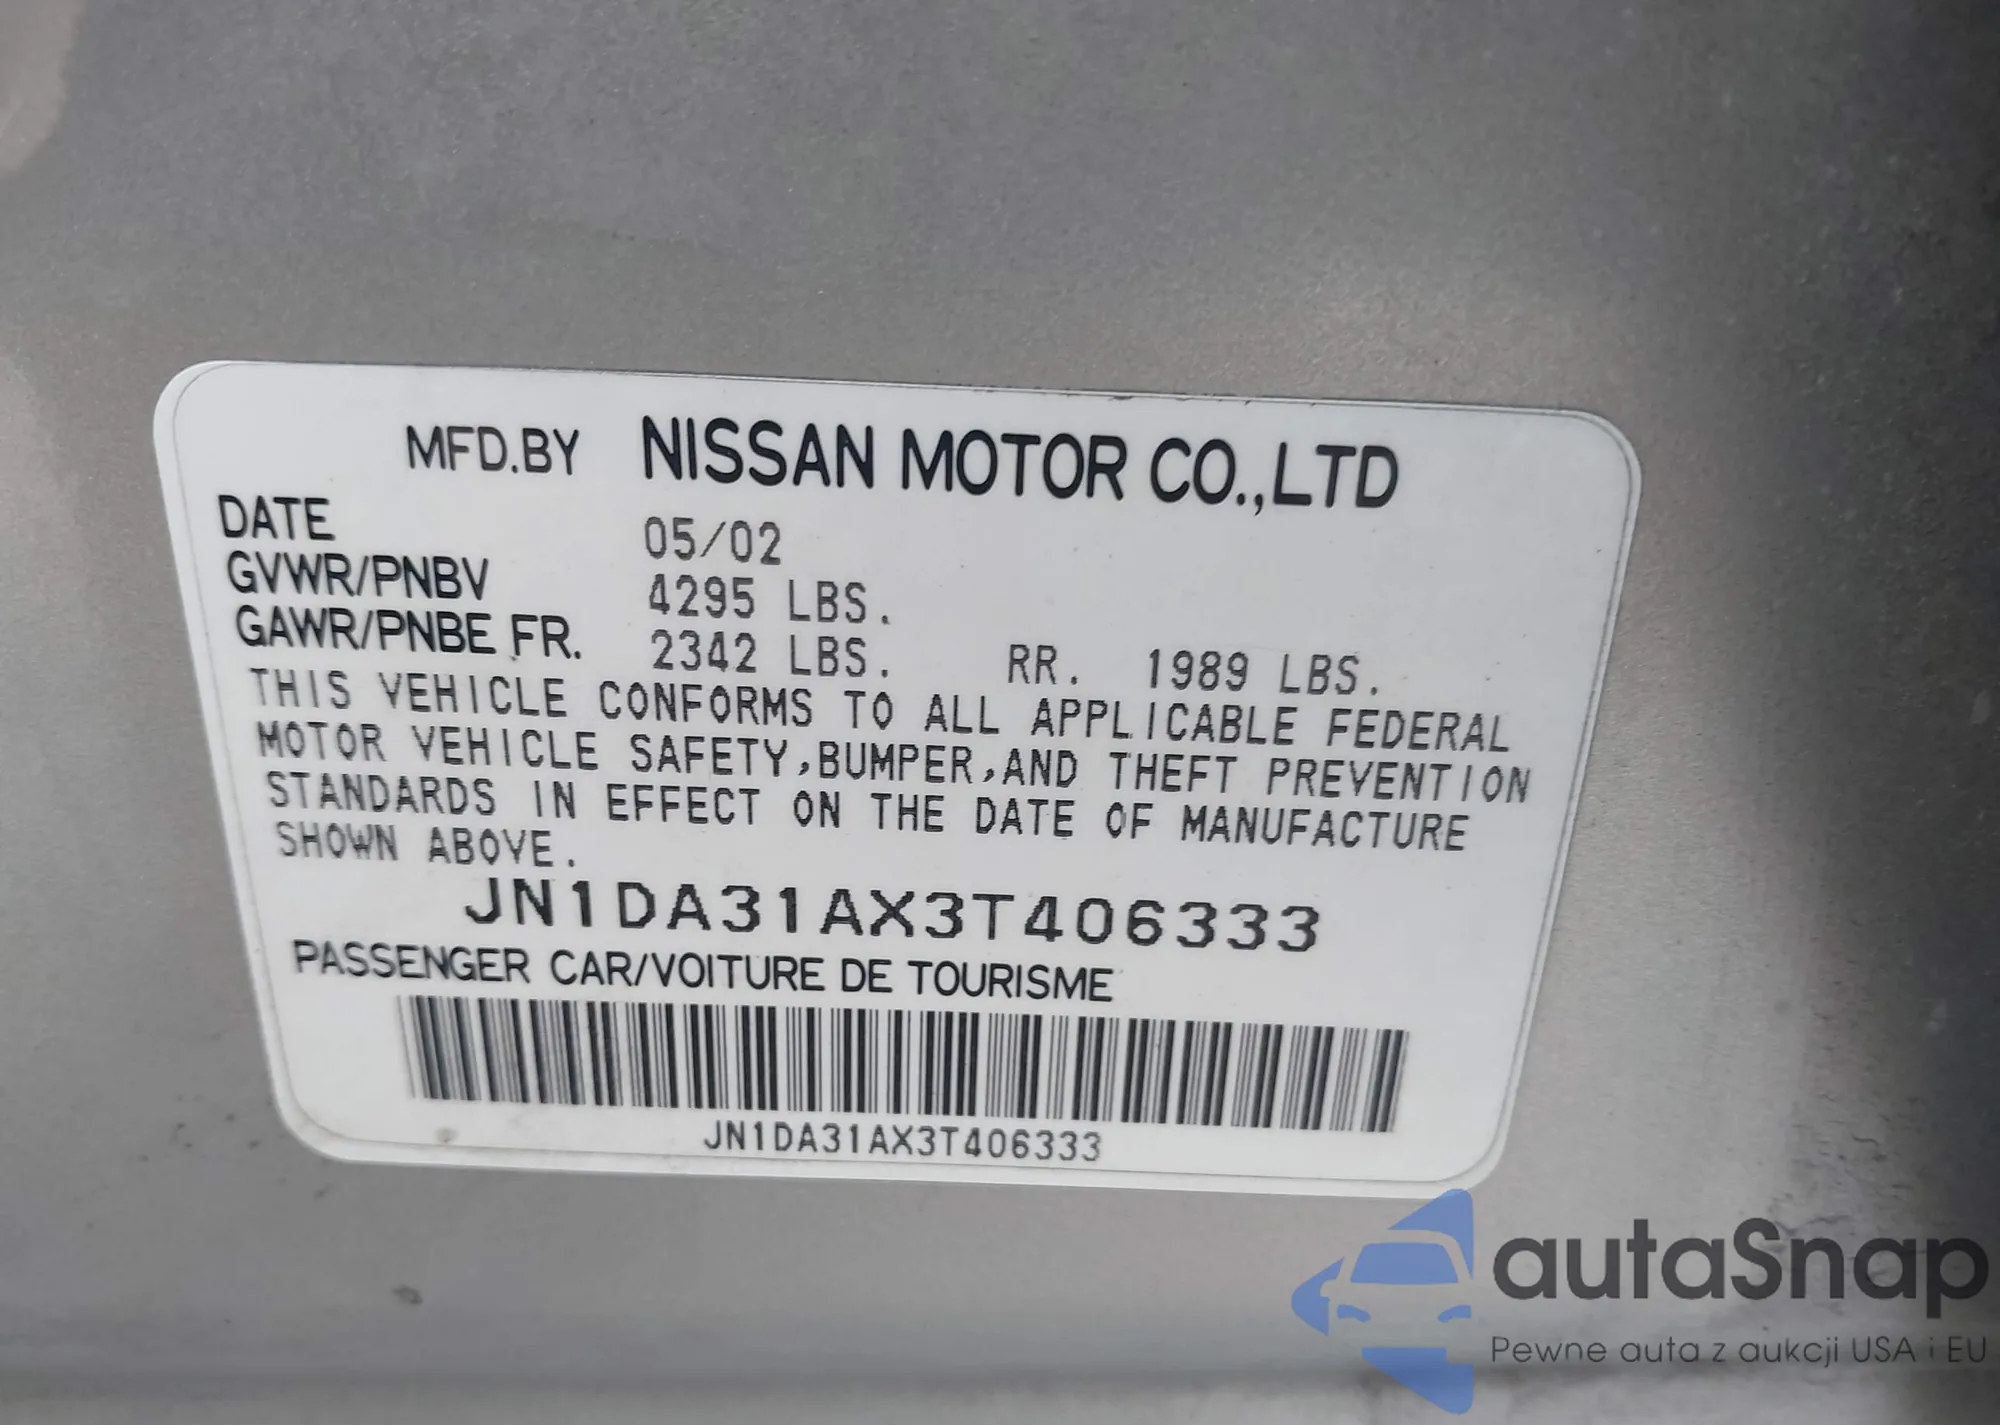 MFD.BY NISSAN MOTOR CO.,LTD
DATE 05/02
GVWR/PNBV 4295 LBS.
GAWR/PNBE FR. 2342 LBS. RR. 1989 LBS.
THIS VEHICLE CONFORMS TO ALL APPLICABLE FEDERAL
MOTOR VEHICLE SAFETY,BUMPER,AND THEFT PREVENTION
STANDARDS IN EFFECT ON THE DATE OF MANUFACTURE
SHOWN ABOVE.
JN1DA31AX3T406333
PASSENGER CAR/VOITURE DE TOURISME
JN1DA31AX3T406333
autaSnap
Pewne auta z aukcji USA i EU